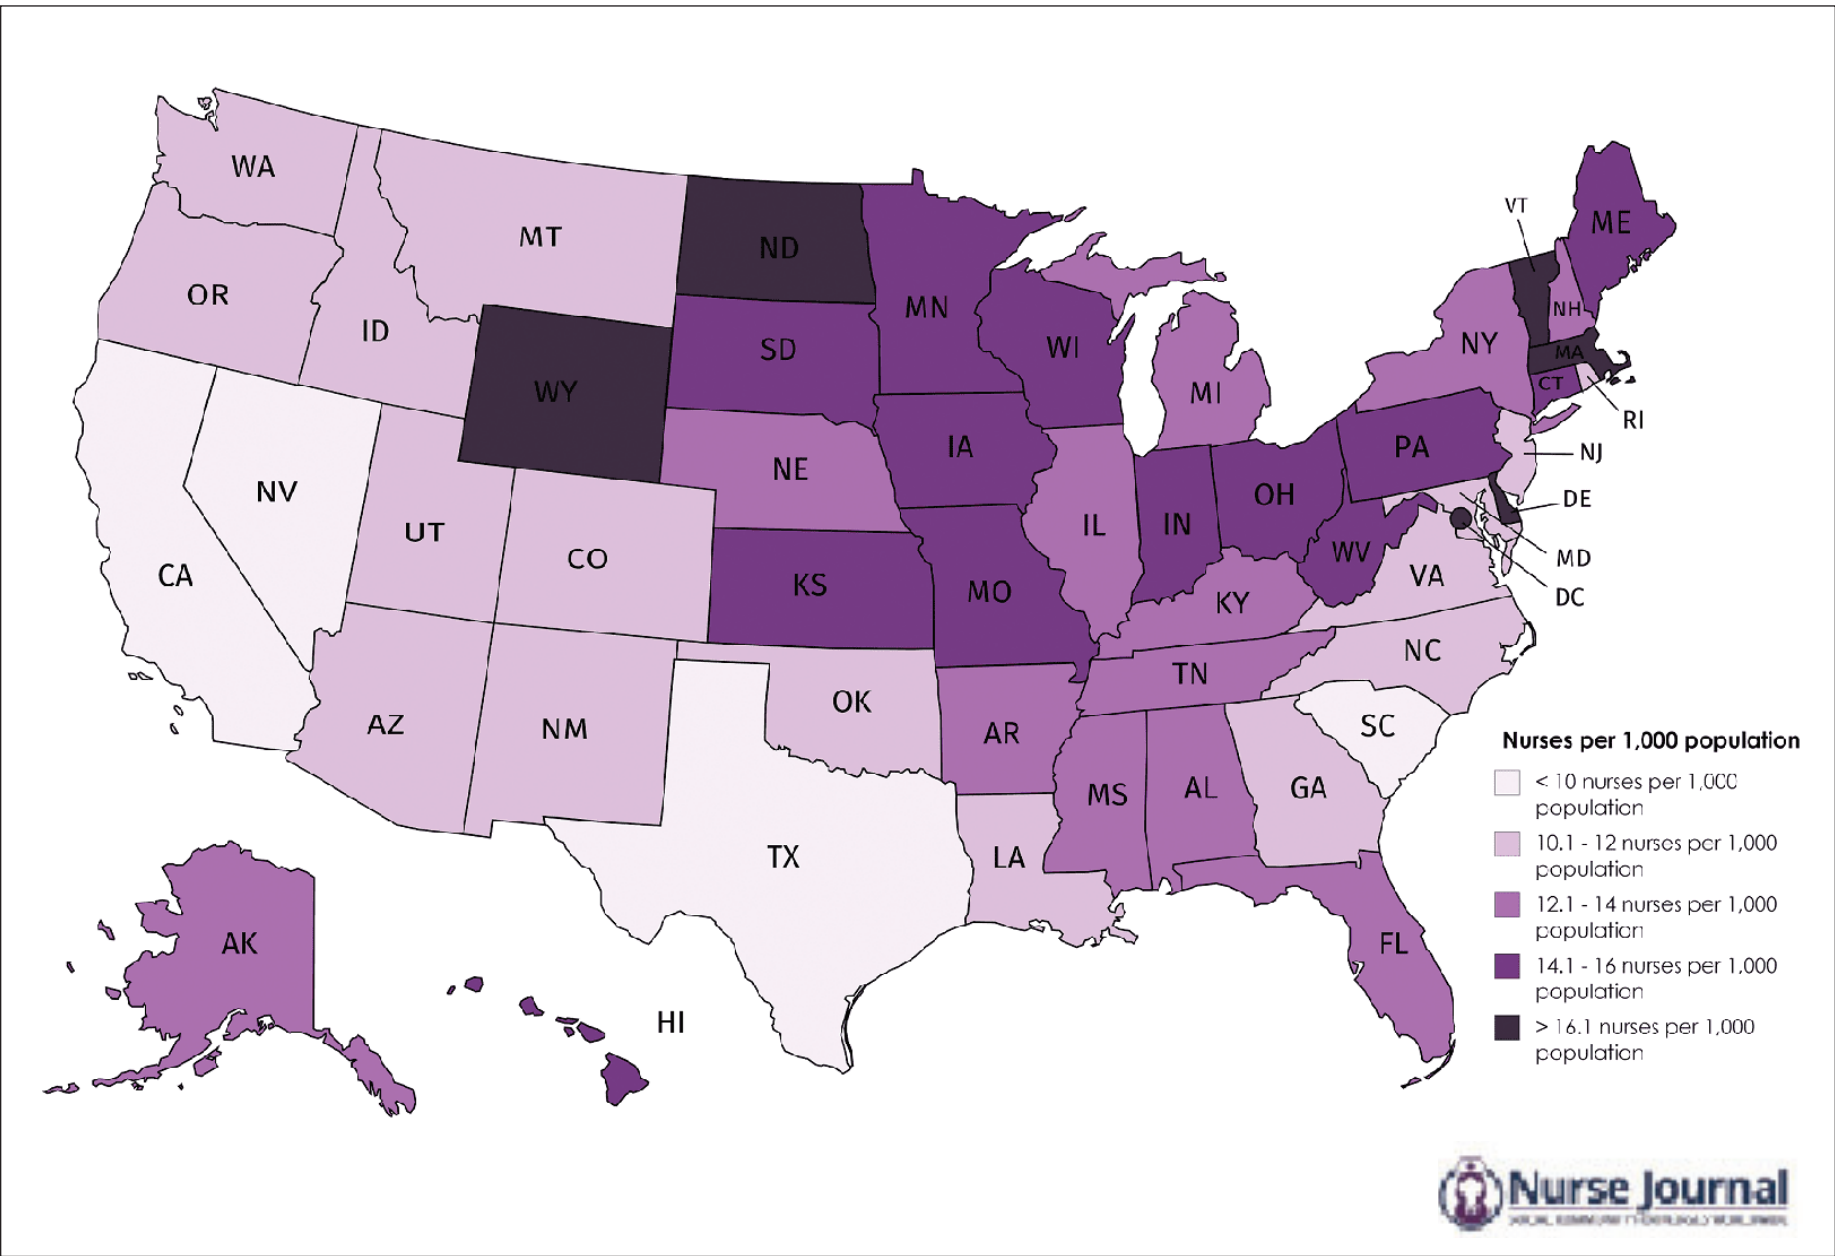 WA
MT
ND
MN
VT
ME
OR
ID
SD
WI
NH
NY
MA
WY
MI
CT
RI
NE
IA
PA
NJ
NV
UT
CO
IL
IN
OH
DE
CA
KS
MO
WV
VA
MD
DC
KY
NC
TN
AZ
NM
OK
AR
SC
MS
AL
GA
TX
LA
AK
HI
FL
Nurses per 1,000 population
< 10 nurses per 1,000
population
10.1 - 12 nurses per 1,000
population
12.1 - 14 nurses per 1,000
population
14.1 - 16 nurses per 1,000
population
> 16.1 nurses per 1,000
population
Nurse Journal